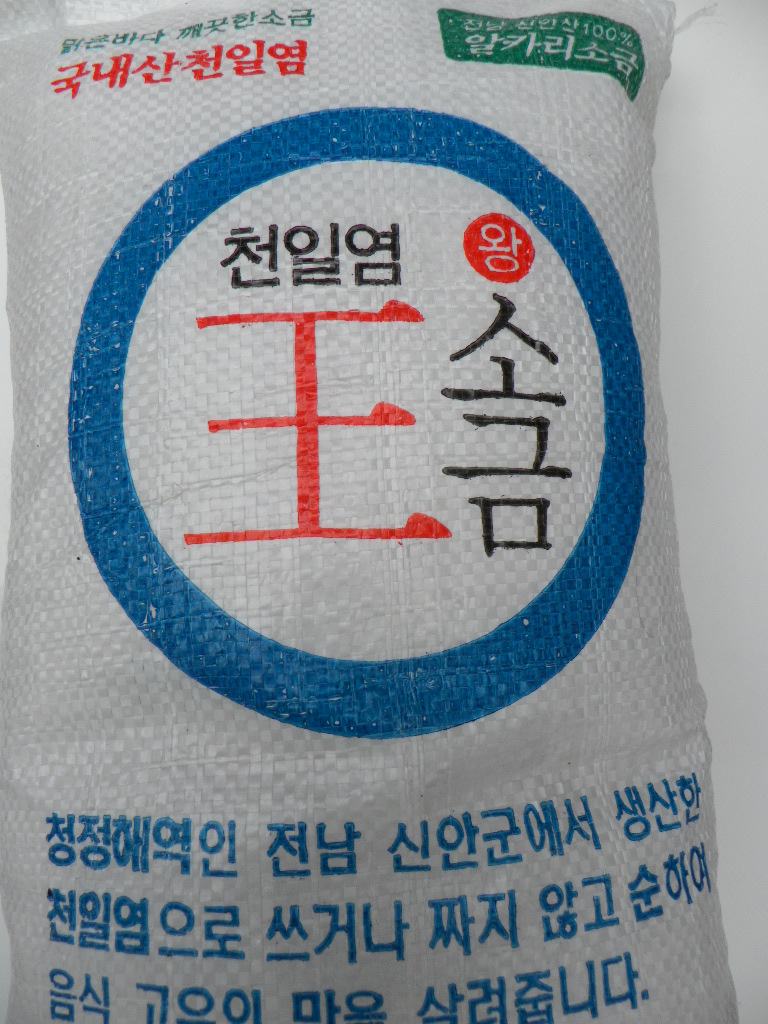 맑은바다 깨끗한소금
국내산천일염
전남 신안산100%
알카리소금
천일염
왕
王
소금
청정해역인 전남 신안군에서 생산한
천일염으로 쓰거나 짜지 않고 순하여
음식 고유의 맛을 살려줍니다.